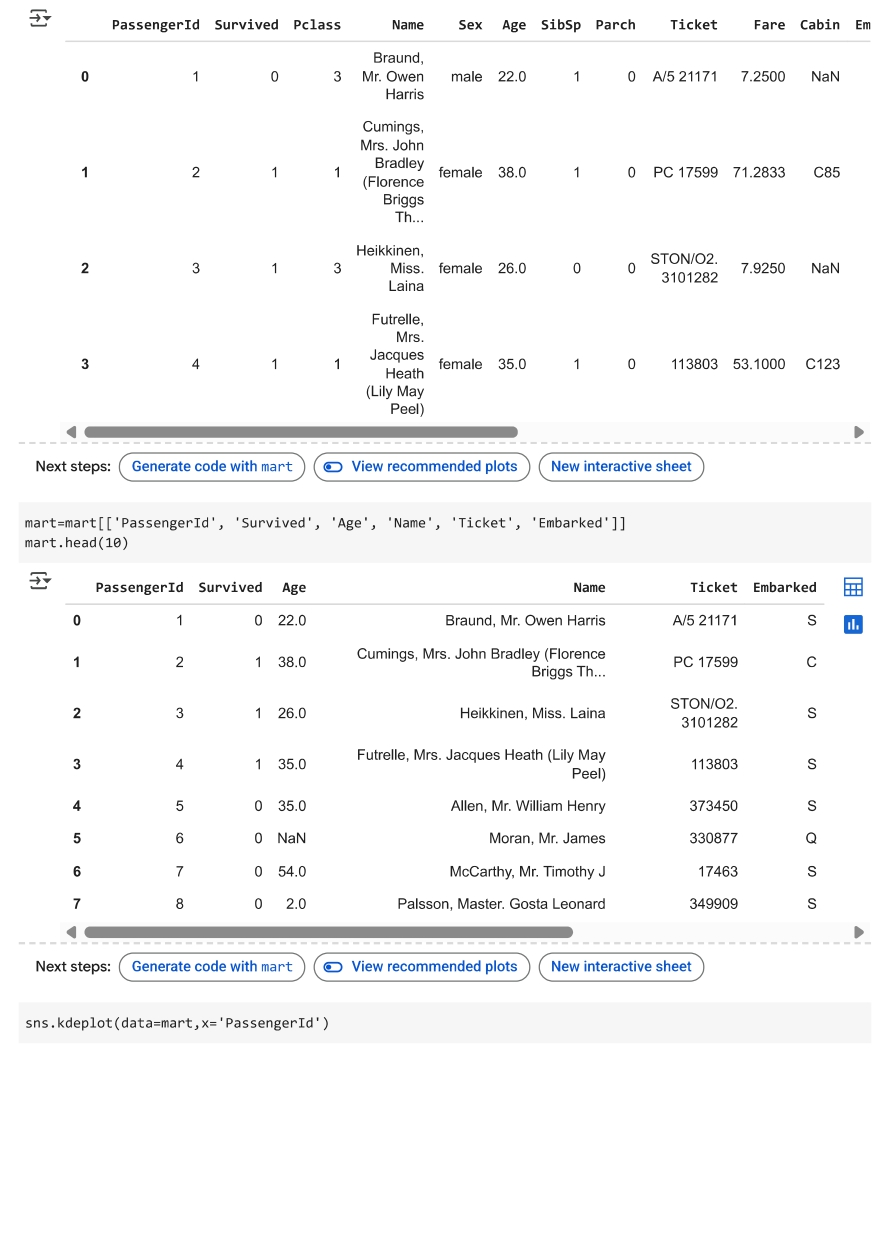 PassengerId Survived Pclass Name Sex Age SibSp Parch Ticket Fare Cabin Em
0 1 0 3 Braund, Mr. Owen Harris male 22.0 1 0 A/5 21171 7.2500 NaN
1 2 1 1 Cumings, Mrs. John Bradley (Florence Briggs Th... female 38.0 1 0 PC 17599 71.2833 C85
2 3 1 3 Heikkinen, Miss. Laina female 26.0 0 0 STON/O2. 3101282 7.9250 NaN
3 4 1 1 Futrelle, Mrs. Jacques Heath (Lily May Peel) female 35.0 1 0 113803 53.1000 C123
Next steps: Generate code with mart View recommended plots New interactive sheet
mart=mart[['PassengerId', 'Survived', 'Age', 'Name', 'Ticket', 'Embarked']]
mart.head(10)
PassengerId Survived Age Name Ticket Embarked
0 1 0 22.0 Braund, Mr. Owen Harris A/5 21171 S
1 2 1 38.0 Cumings, Mrs. John Bradley (Florence Briggs Th... PC 17599 C
2 3 1 26.0 Heikkinen, Miss. Laina STON/O2. 3101282 S
3 4 1 35.0 Futrelle, Mrs. Jacques Heath (Lily May Peel) 113803 S
4 5 0 35.0 Allen, Mr. William Henry 373450 S
5 6 0 NaN Moran, Mr. James 330877 Q
6 7 0 54.0 McCarthy, Mr. Timothy J 17463 S
7 8 0 2.0 Palsson, Master. Gosta Leonard 349909 S
Next steps: Generate code with mart View recommended plots New interactive sheet
sns.kdeplot(data=mart,x='PassengerId')